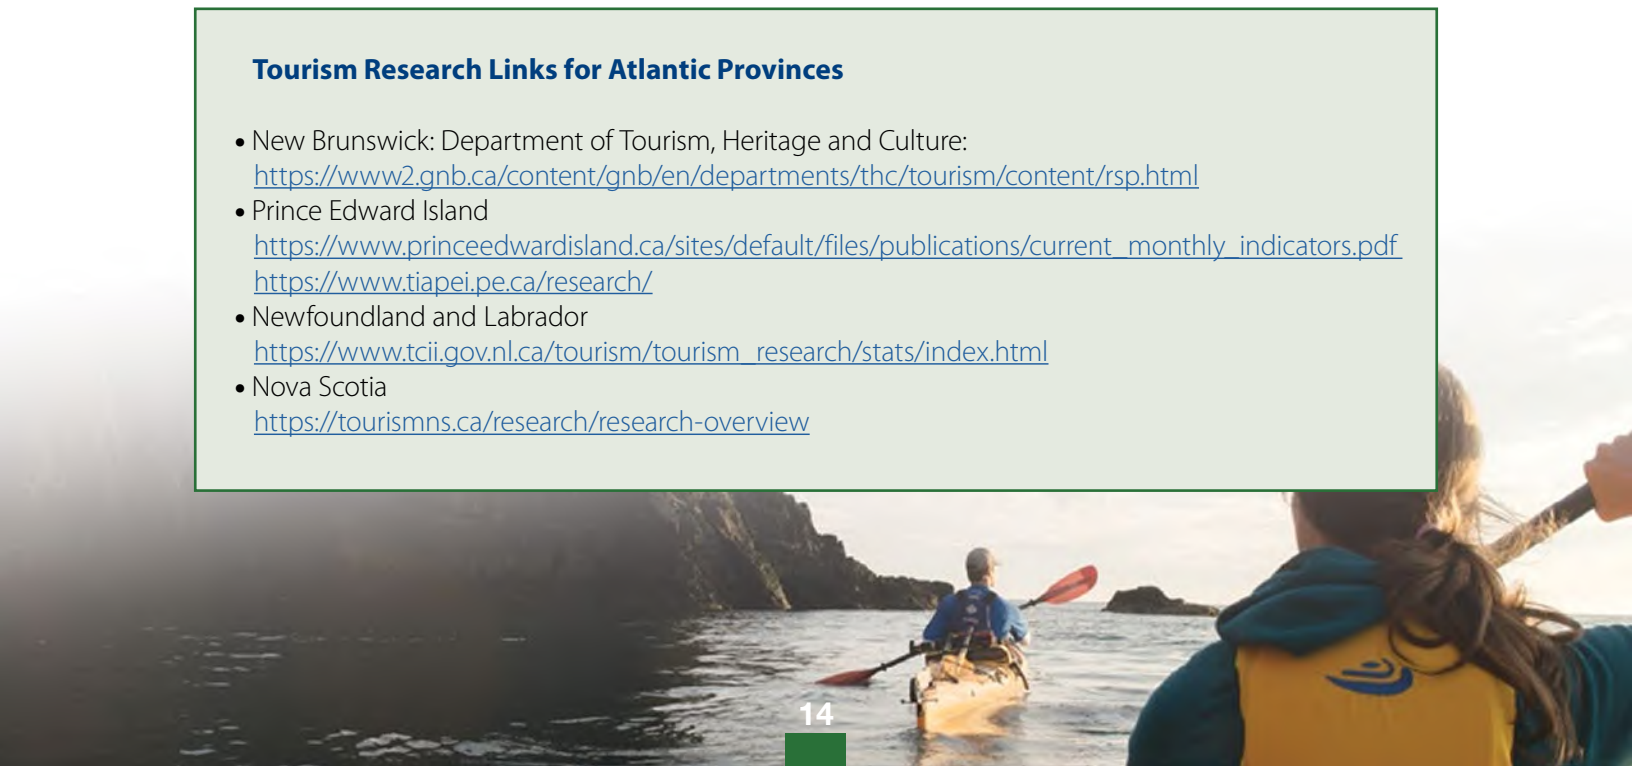 Tourism Research Links for Atlantic Provinces
• New Brunswick: Department of Tourism, Heritage and Culture:
https://www2.gnb.ca/content/gnb/en/departments/thc/tourism/content/rsp.html
• Prince Edward Island
https://www.princeedwardisland.ca/sites/default/files/publications/current_monthly_indicators.pdf
https://www.tiapei.pe.ca/research/
• Newfoundland and Labrador
https://www.tcii.gov.nl.ca/tourism/tourism_research/stats/index.html
• Nova Scotia
https://tourismns.ca/research/research-overview
14